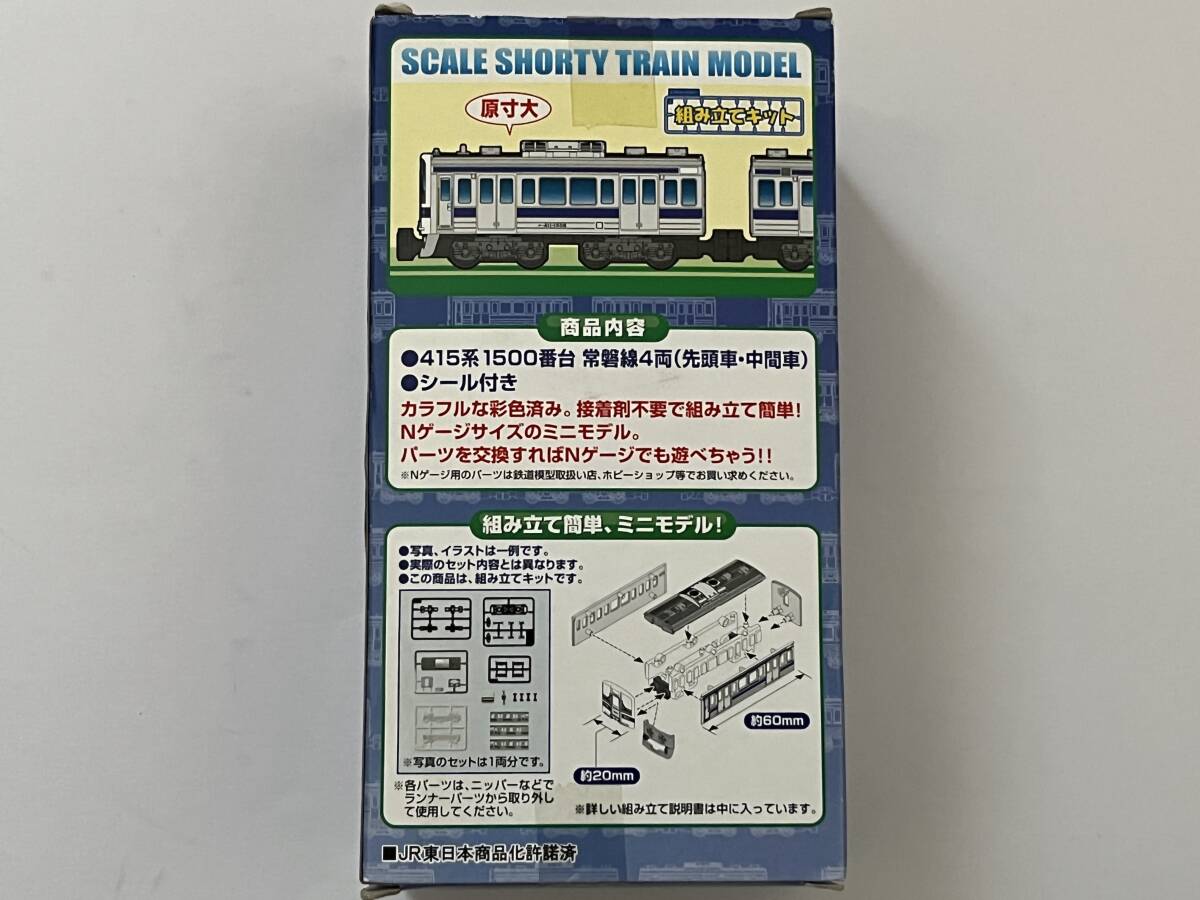 SCALE SHORTY TRAIN MODEL
原寸大
組み立てキット
商品内容
●415系1500番台 常磐線4両(先頭車・中間車)
●シール付き
カラフルな彩色済み。接着剤不要で組み立て簡単!
Nゲージサイズのミニモデル。
パーツを交換すればNゲージでも遊べちゃう!!
※Nゲージ用のパーツは鉄道模型取扱い店、ホビーショップ等でお買い求めください。
組み立て簡単、ミニモデル!
●写真、イラストは一例です。
●実際のセット内容とは異なります。
●この商品は、組み立てキットです。
※写真のセットは1両分です。
約60mm
約20mm
※各パーツは、ニッパーなどで
ランナーパーツから取り外し
て使用してください。
※詳しい組み立て説明書は中に入っています。
■JR東日本商品化許諾済